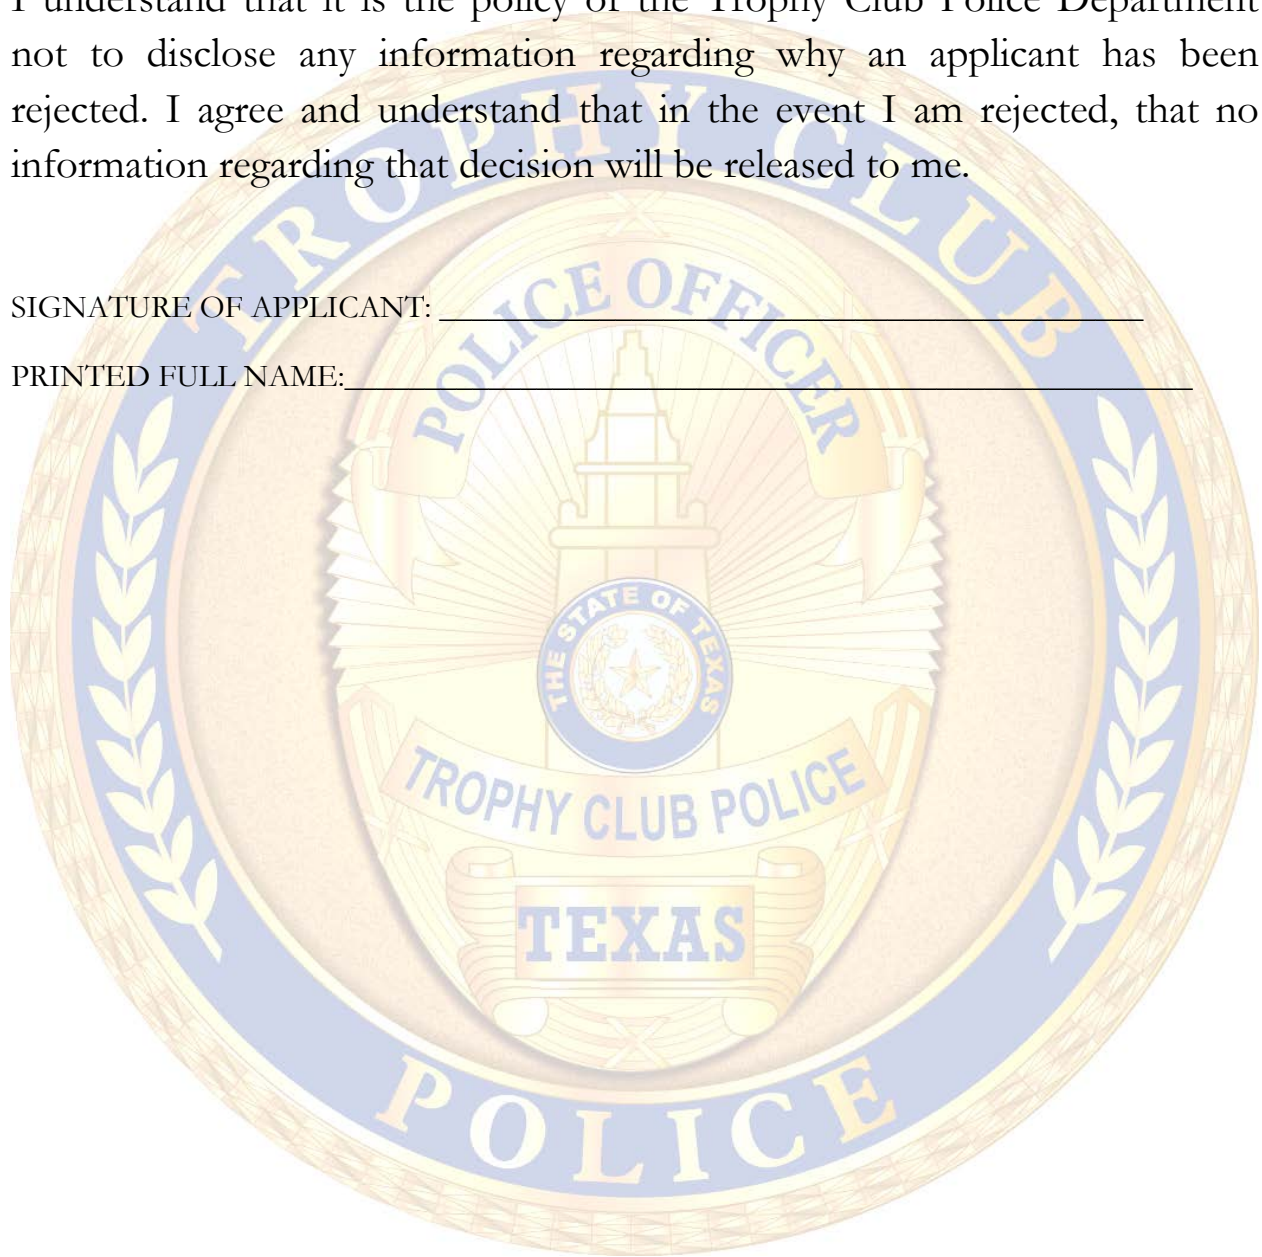 I understand that it is the policy of the Trophy Club Police Department
not to disclose any information regarding why an applicant has been
rejected. I agree and understand that in the event I am rejected, that no
information regarding that decision will be released to me.
SIGNATURE OF APPLICANT: ____________________
PRINTED FULL NAME:____________________
TROPHY CLUB
POLICE OFFICER
THE STATE OF TEXAS
TROPHY CLUB POLICE
TEXAS
POLICE